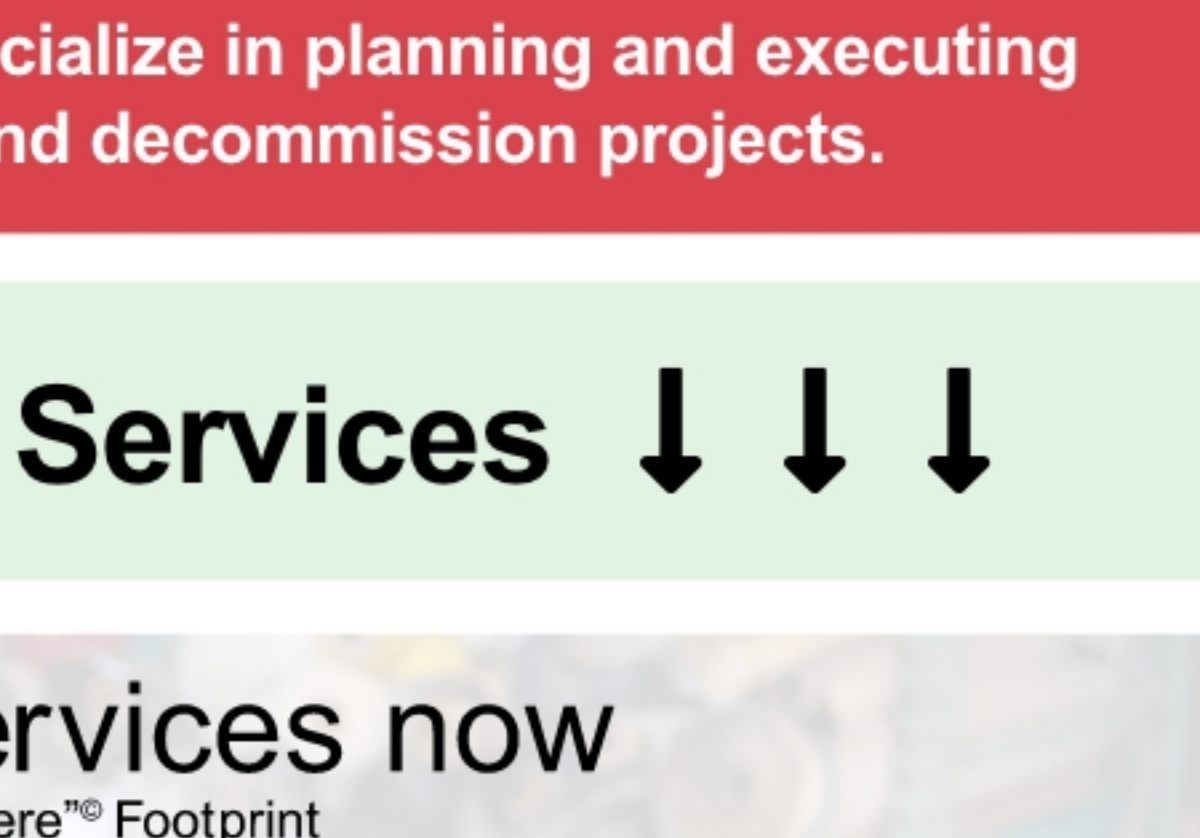 cialize in planning and executing
nd decommission projects.
Services ↓ ↓ ↓
ervices now
ere”© Footprint